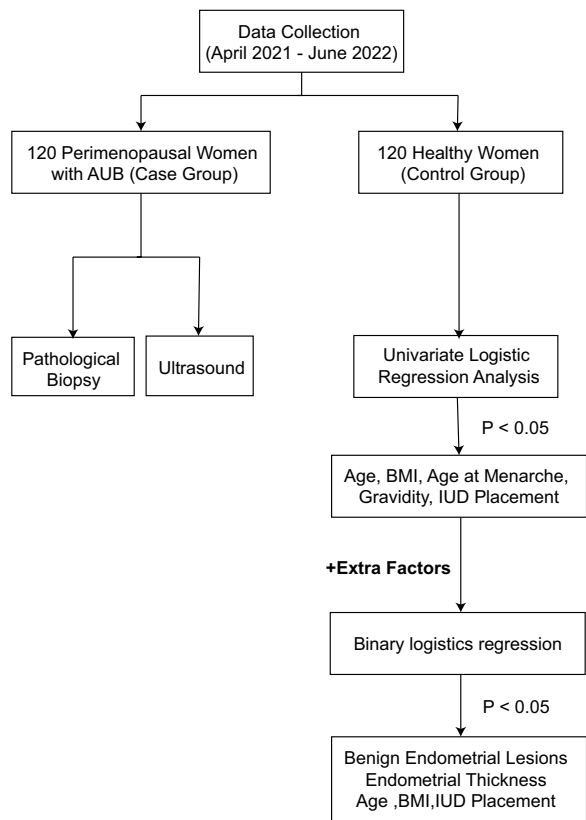 Data Collection
(April 2021 - June 2022)
120 Perimenopausal Women
with AUB (Case Group)
120 Healthy Women
(Control Group)
Pathological
Biopsy
Ultrasound
Univariate Logistic
Regression Analysis
P < 0.05
Age, BMI, Age at Menarche,
Gravidity, IUD Placement
+Extra Factors
Binary logistics regression
P < 0.05
Benign Endometrial Lesions
Endometrial Thickness
Age ,BMI,IUD Placement